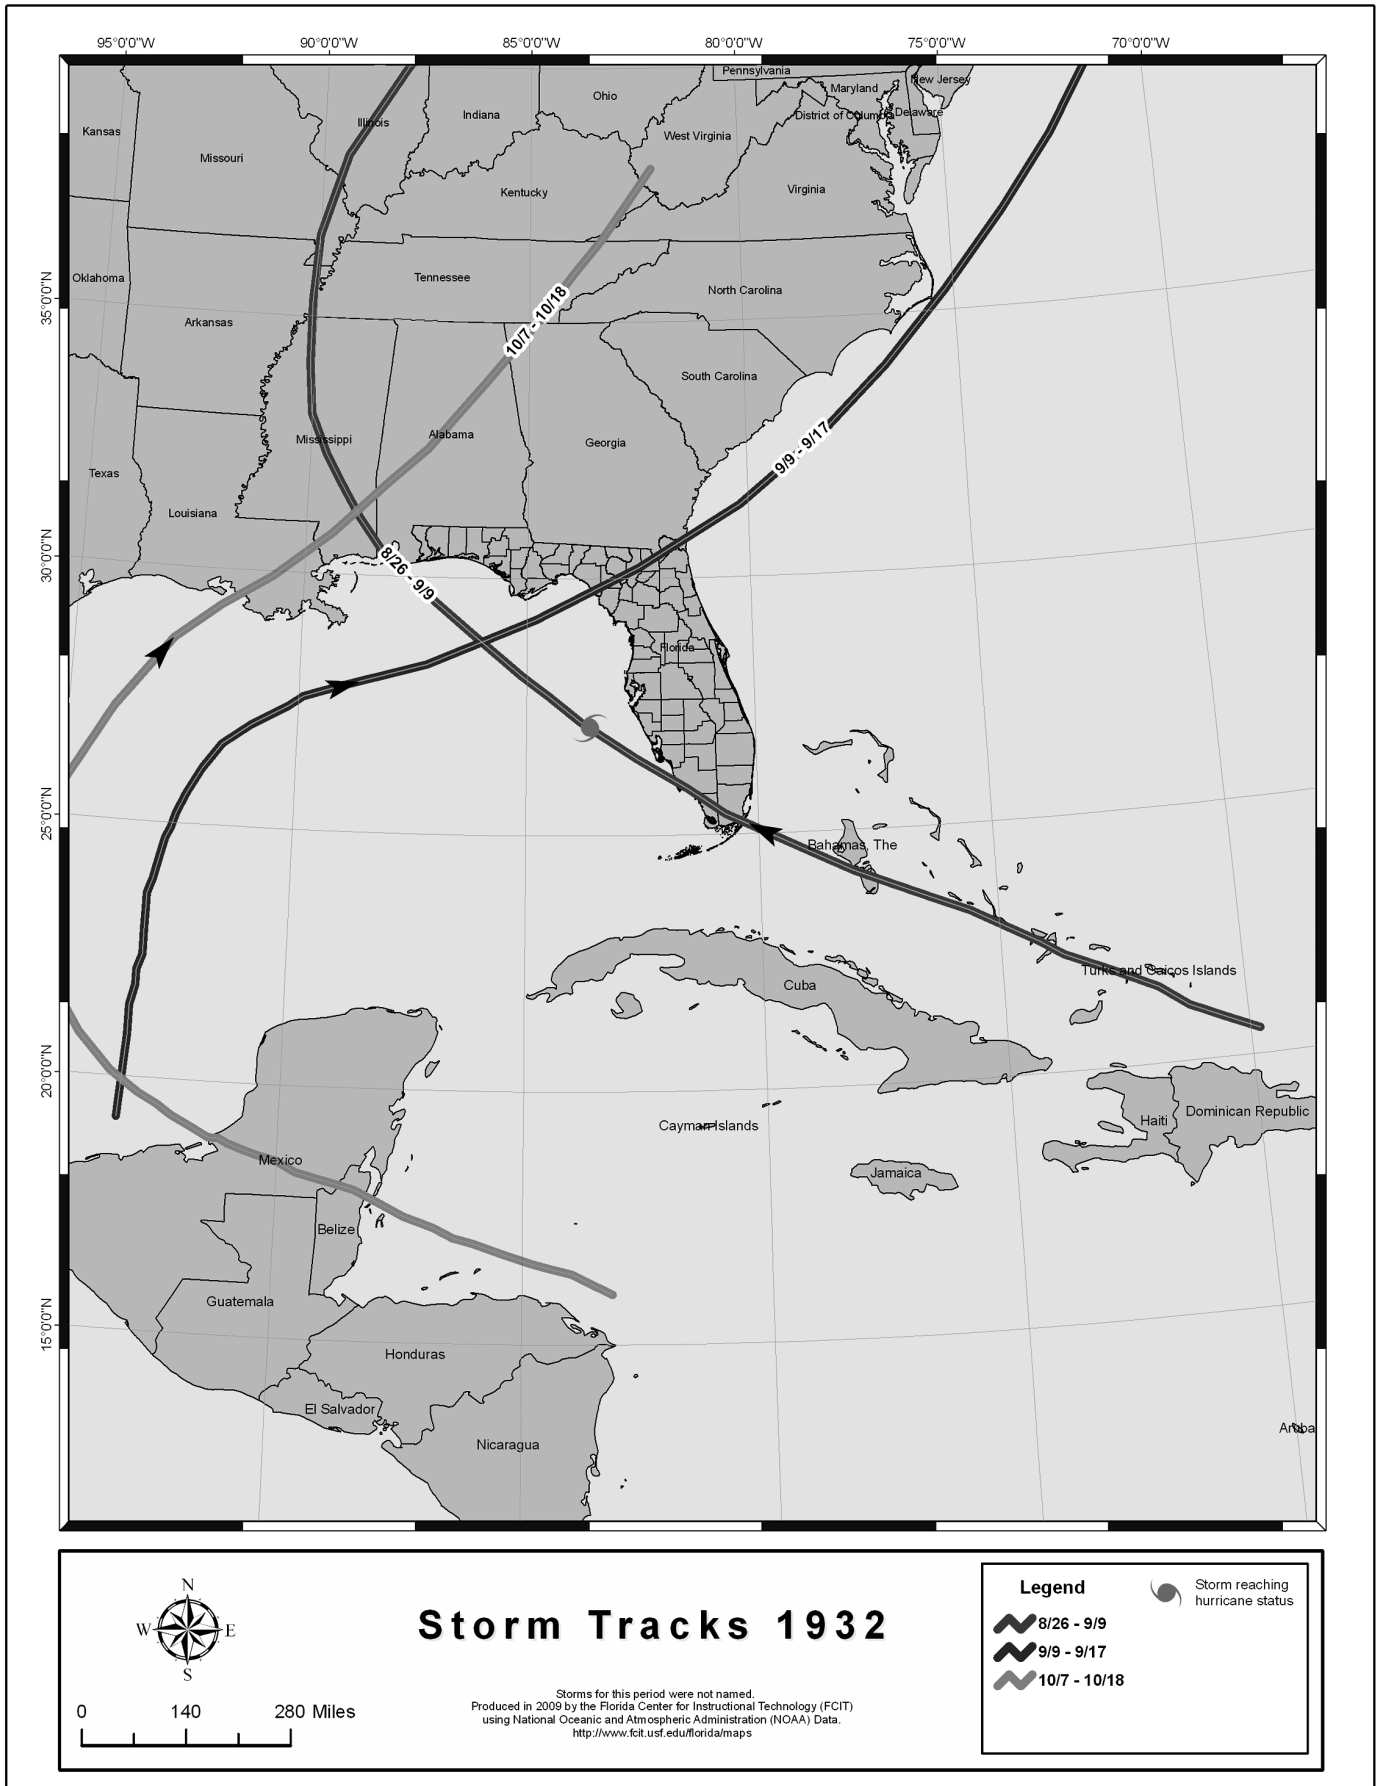 95°0'0"W 90°0'0"W 85°0'0"W 80°0'0"W 75°0'0"W 70°0'0"W
Pennsylvania
New Jersey
Ohio
Maryland
Indiana
District of Columbia
Delaware
Illinois
Kansas
West Virginia
Missouri
Kentucky
Virginia
Oklahoma
Tennessee
North Carolina
35°0'0"N
Arkansas
10/7 - 10/18
South Carolina
Mississippi
Alabama
Georgia
9/9 - 9/17
Texas
Louisiana
30°0'0"N
8/26 - 9/9
Florida
25°0'0"N
Bahamas, The
Turks and Caicos Islands
Cuba
20°0'0"N
Cayman Islands
Haiti
Dominican Republic
Mexico
Jamaica
Belize
Guatemala
15°0'0"N
Honduras
El Salvador
Nicaragua
Aruba
N
W E
S
0 140 280 Miles
Storm Tracks 1932
Storms for this period were not named.
Produced in 2009 by the Florida Center for Instructional Technology (FCIT)
using National Oceanic and Atmospheric Administration (NOAA) Data.
http://www.fcit.usf.edu/florida/maps
Legend
8/26 - 9/9
9/9 - 9/17
10/7 - 10/18
Storm reaching
hurricane status